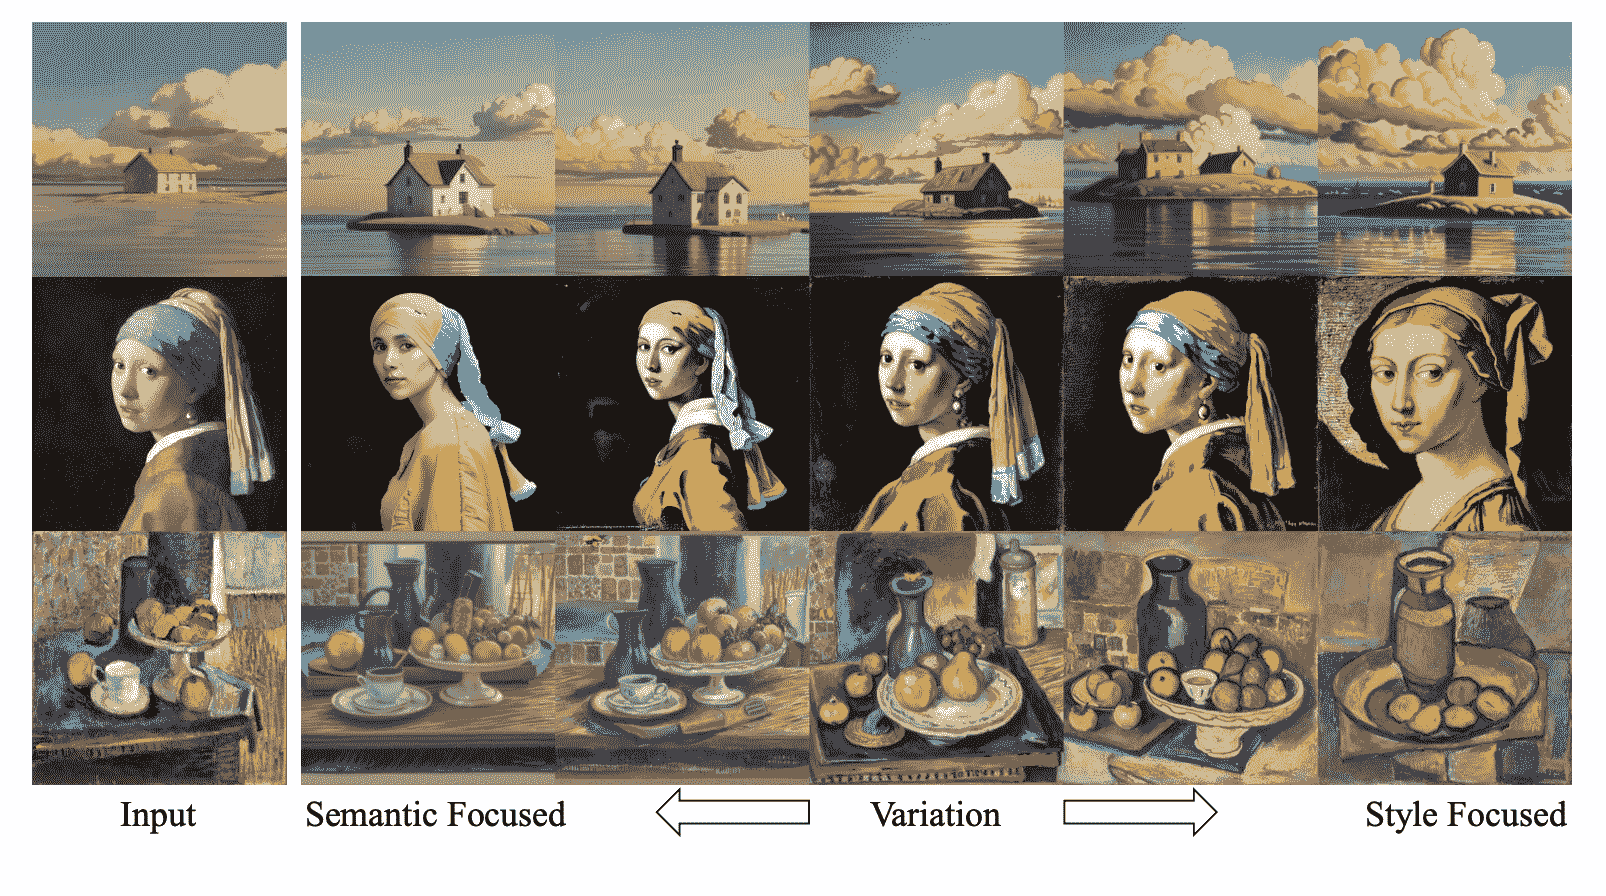 Input
Semantic Focused
Variation
Style Focused